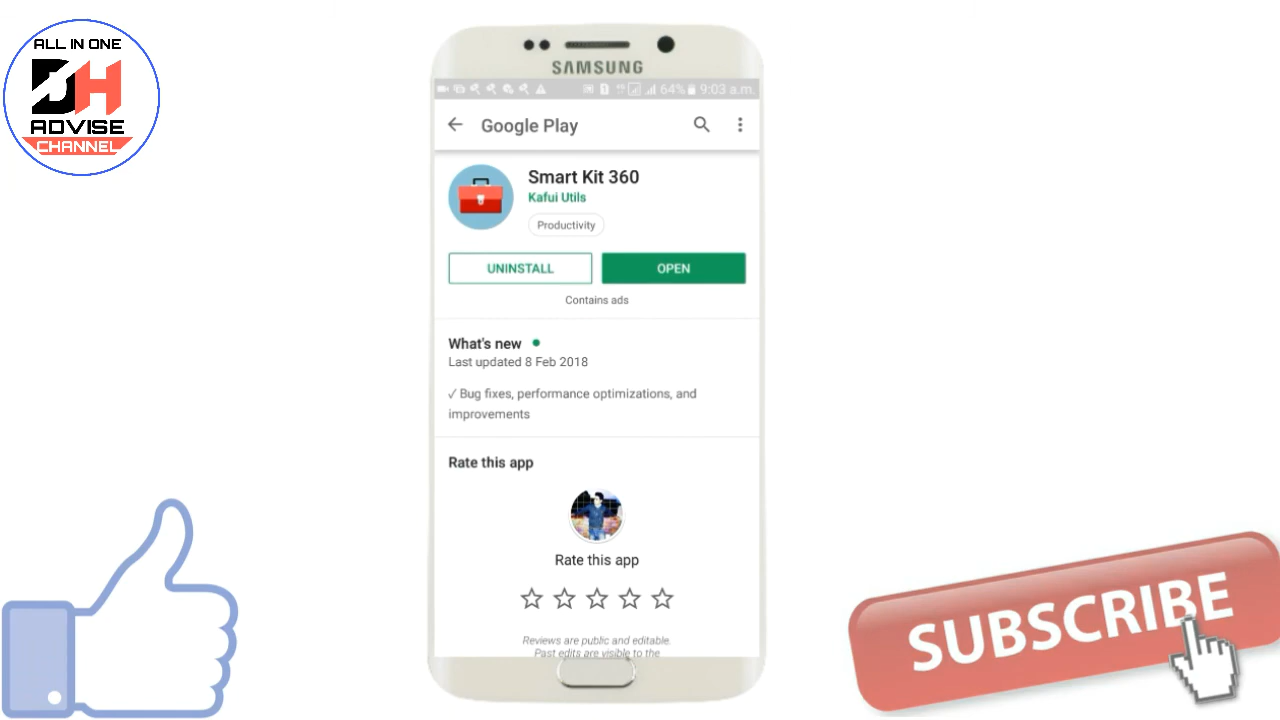 ALL IN ONE
DH
ADVISE
CHANNEL
SAMSUNG
64% 9:03 a.m.
Google Play
Smart Kit 360
Kafui Utils
Productivity
UNINSTALL
OPEN
Contains ads
What's new
Last updated 8 Feb 2018
✓ Bug fixes, performance optimizations, and
improvements
Rate this app
Rate this app
Reviews are public and editable.
Past edits are visible to the
SUBSCRIBE